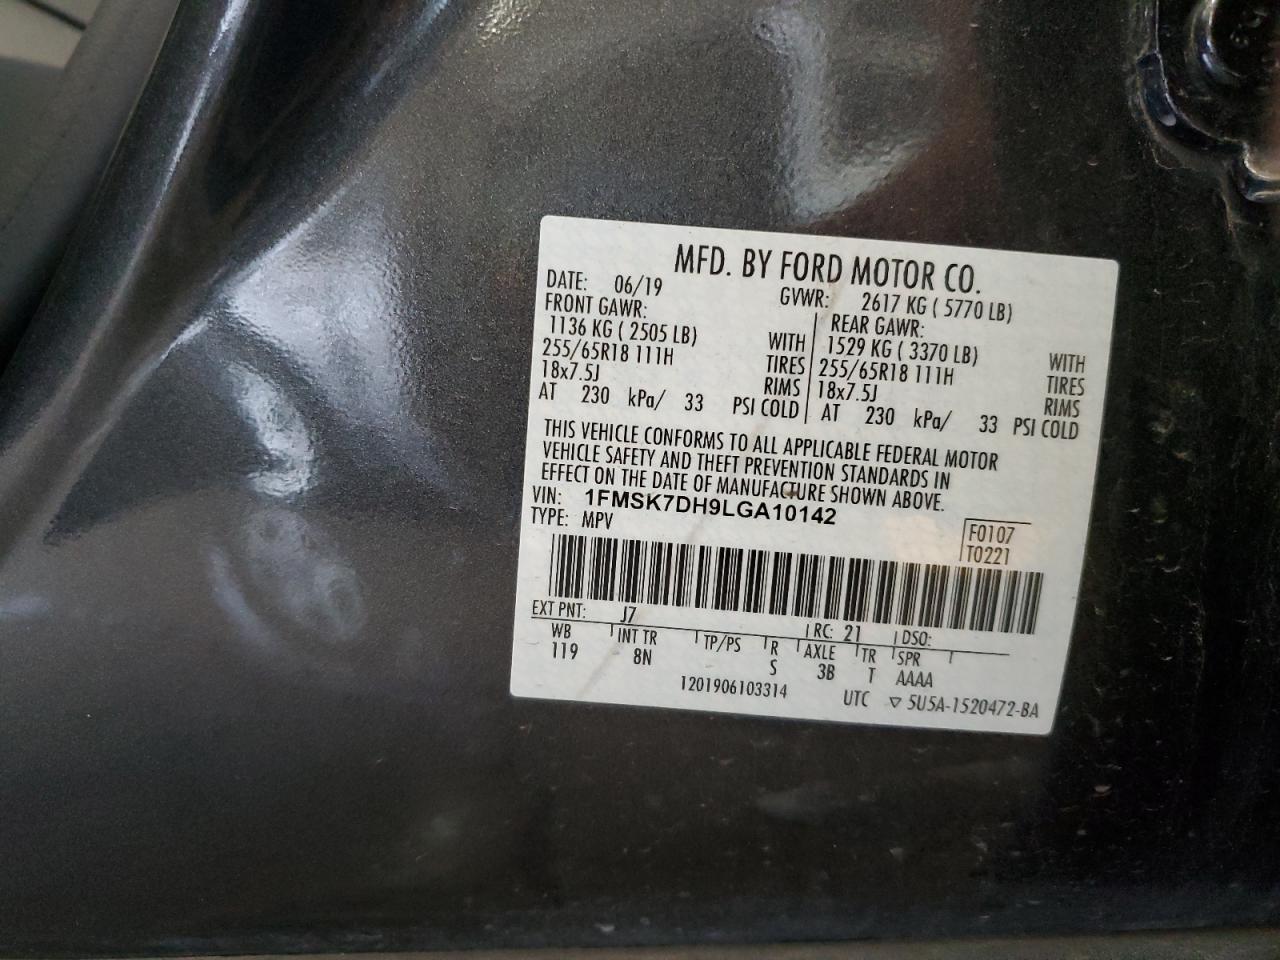 MFD. BY FORD MOTOR CO.
DATE: 06/19 GVWR: 2617 KG ( 5770 LB)
FRONT GAWR: REAR GAWR:
1136 KG ( 2505 LB) WITH 1529 KG ( 3370 LB) WITH
255/65R18 111H TIRES 255/65R18 111H TIRES
18x7.5J RIMS 18x7.5J RIMS
AT 230 kPa/ 33 PSI COLD AT 230 kPa/ 33 PSI COLD
THIS VEHICLE CONFORMS TO ALL APPLICABLE FEDERAL MOTOR
VEHICLE SAFETY AND THEFT PREVENTION STANDARDS IN
EFFECT ON THE DATE OF MANUFACTURE SHOWN ABOVE.
VIN: 1FMSK7DH9LGA10142
TYPE: MPV
F0107
T0221
EXT PNT: J7 RC: 21 DSO:
WB INT TR TP/PS R AXLE TR SPR
119 8N S 3B T AAAA
1201906103314 UTC ▽ 5U5A-1520472-BA